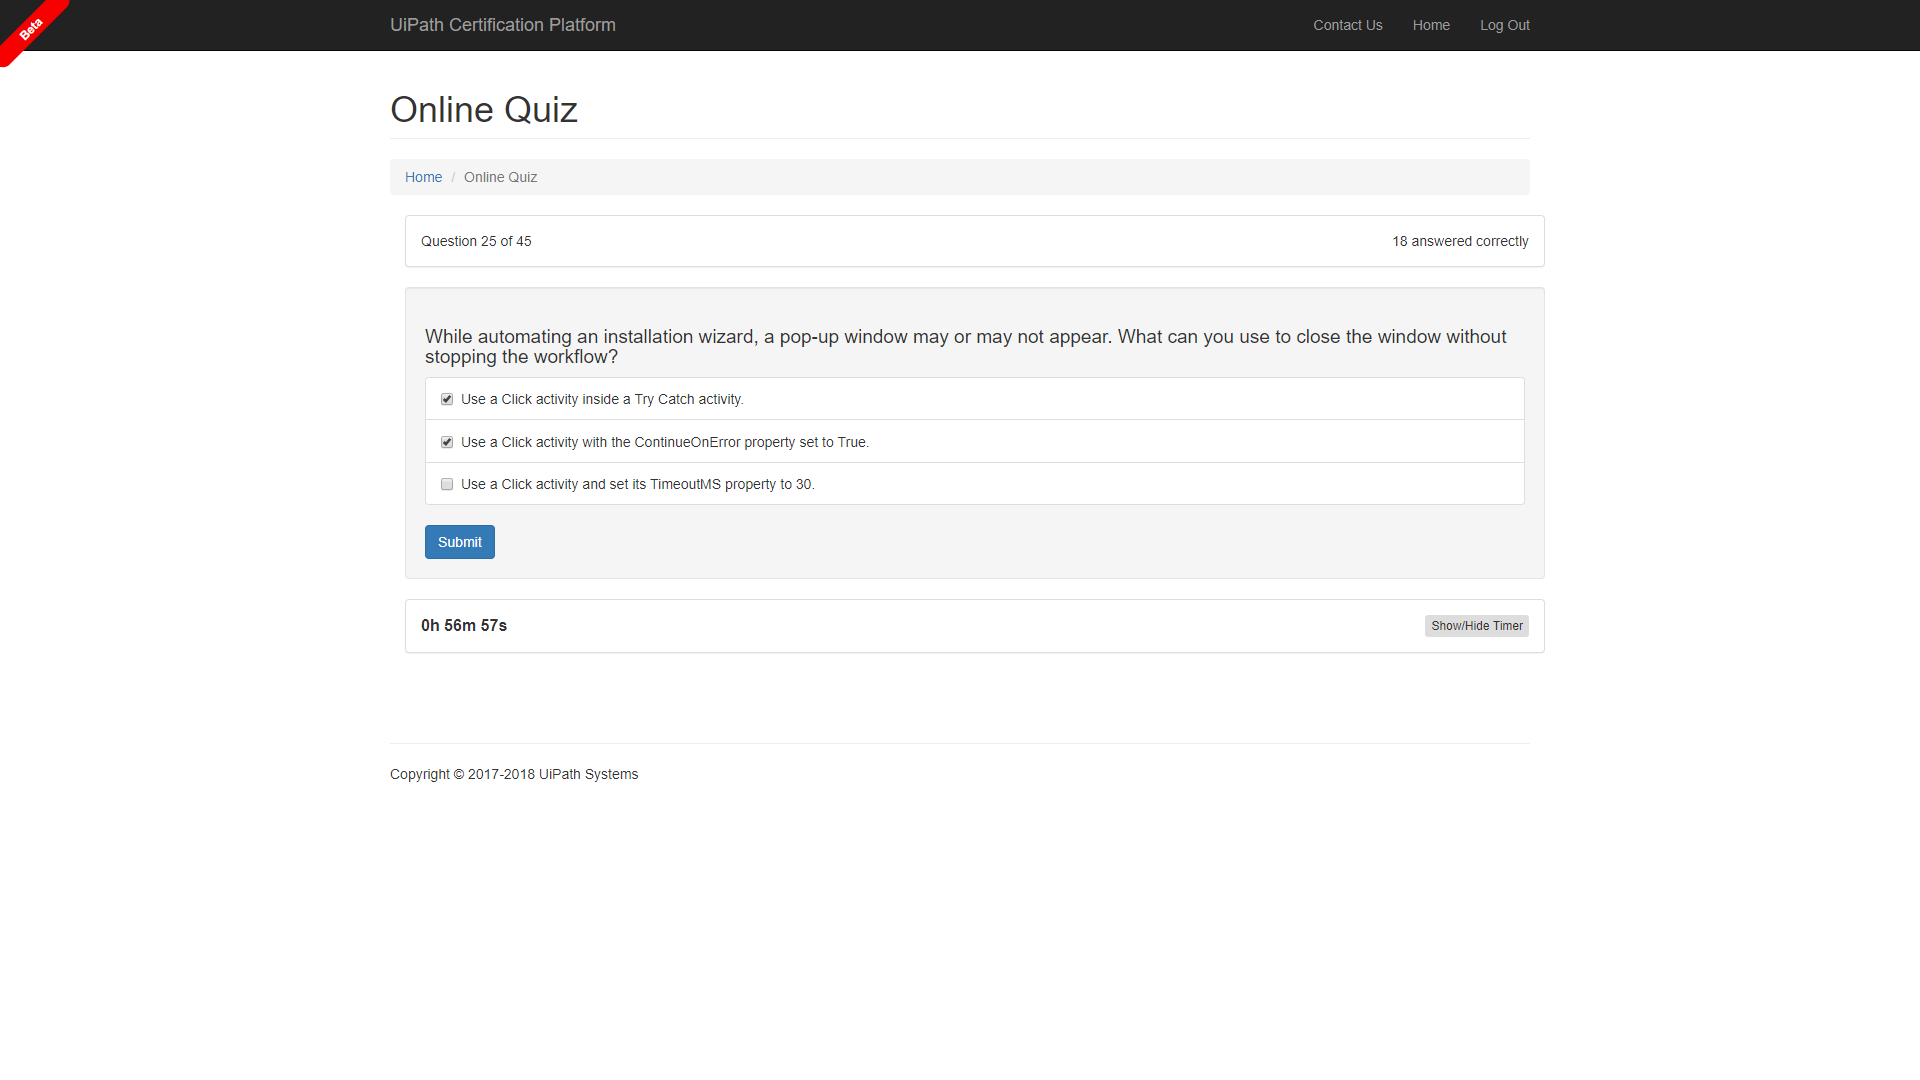 Beta
UiPath Certification Platform
Contact Us
Home
Log Out
Online Quiz
Home / Online Quiz
Question 25 of 45
18 answered correctly
While automating an installation wizard, a pop-up window may or may not appear. What can you use to close the window without
stopping the workflow?
Use a Click activity inside a Try Catch activity.
Use a Click activity with the ContinueOnError property set to True.
Use a Click activity and set its TimeoutMS property to 30.
Submit
0h 56m 57s
Show/Hide Timer
Copyright © 2017-2018 UiPath Systems